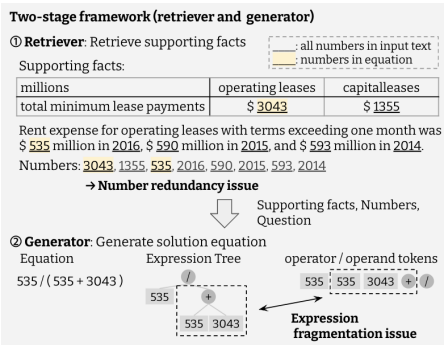 Two-stage framework (retriever and generator)
① Retriever: Retrieve supporting facts
____: all numbers in input text
____: numbers in equation
Supporting facts:
millions operating leases capitalleases
total minimum lease payments $ 3043 $ 1355
Rent expense for operating leases with terms exceeding one month was
$ 535 million in 2016, $ 590 million in 2015, and $ 593 million in 2014.
Numbers: 3043, 1355, 535, 2016, 590, 2015, 593, 2014
→ Number redundancy issue
Supporting facts, Numbers,
Question
② Generator: Generate solution equation
Equation Expression Tree operator / operand tokens
535 / ( 535 + 3043 )
/
535 +
535 3043
535 535 3043 + /
Expression
fragmentation issue